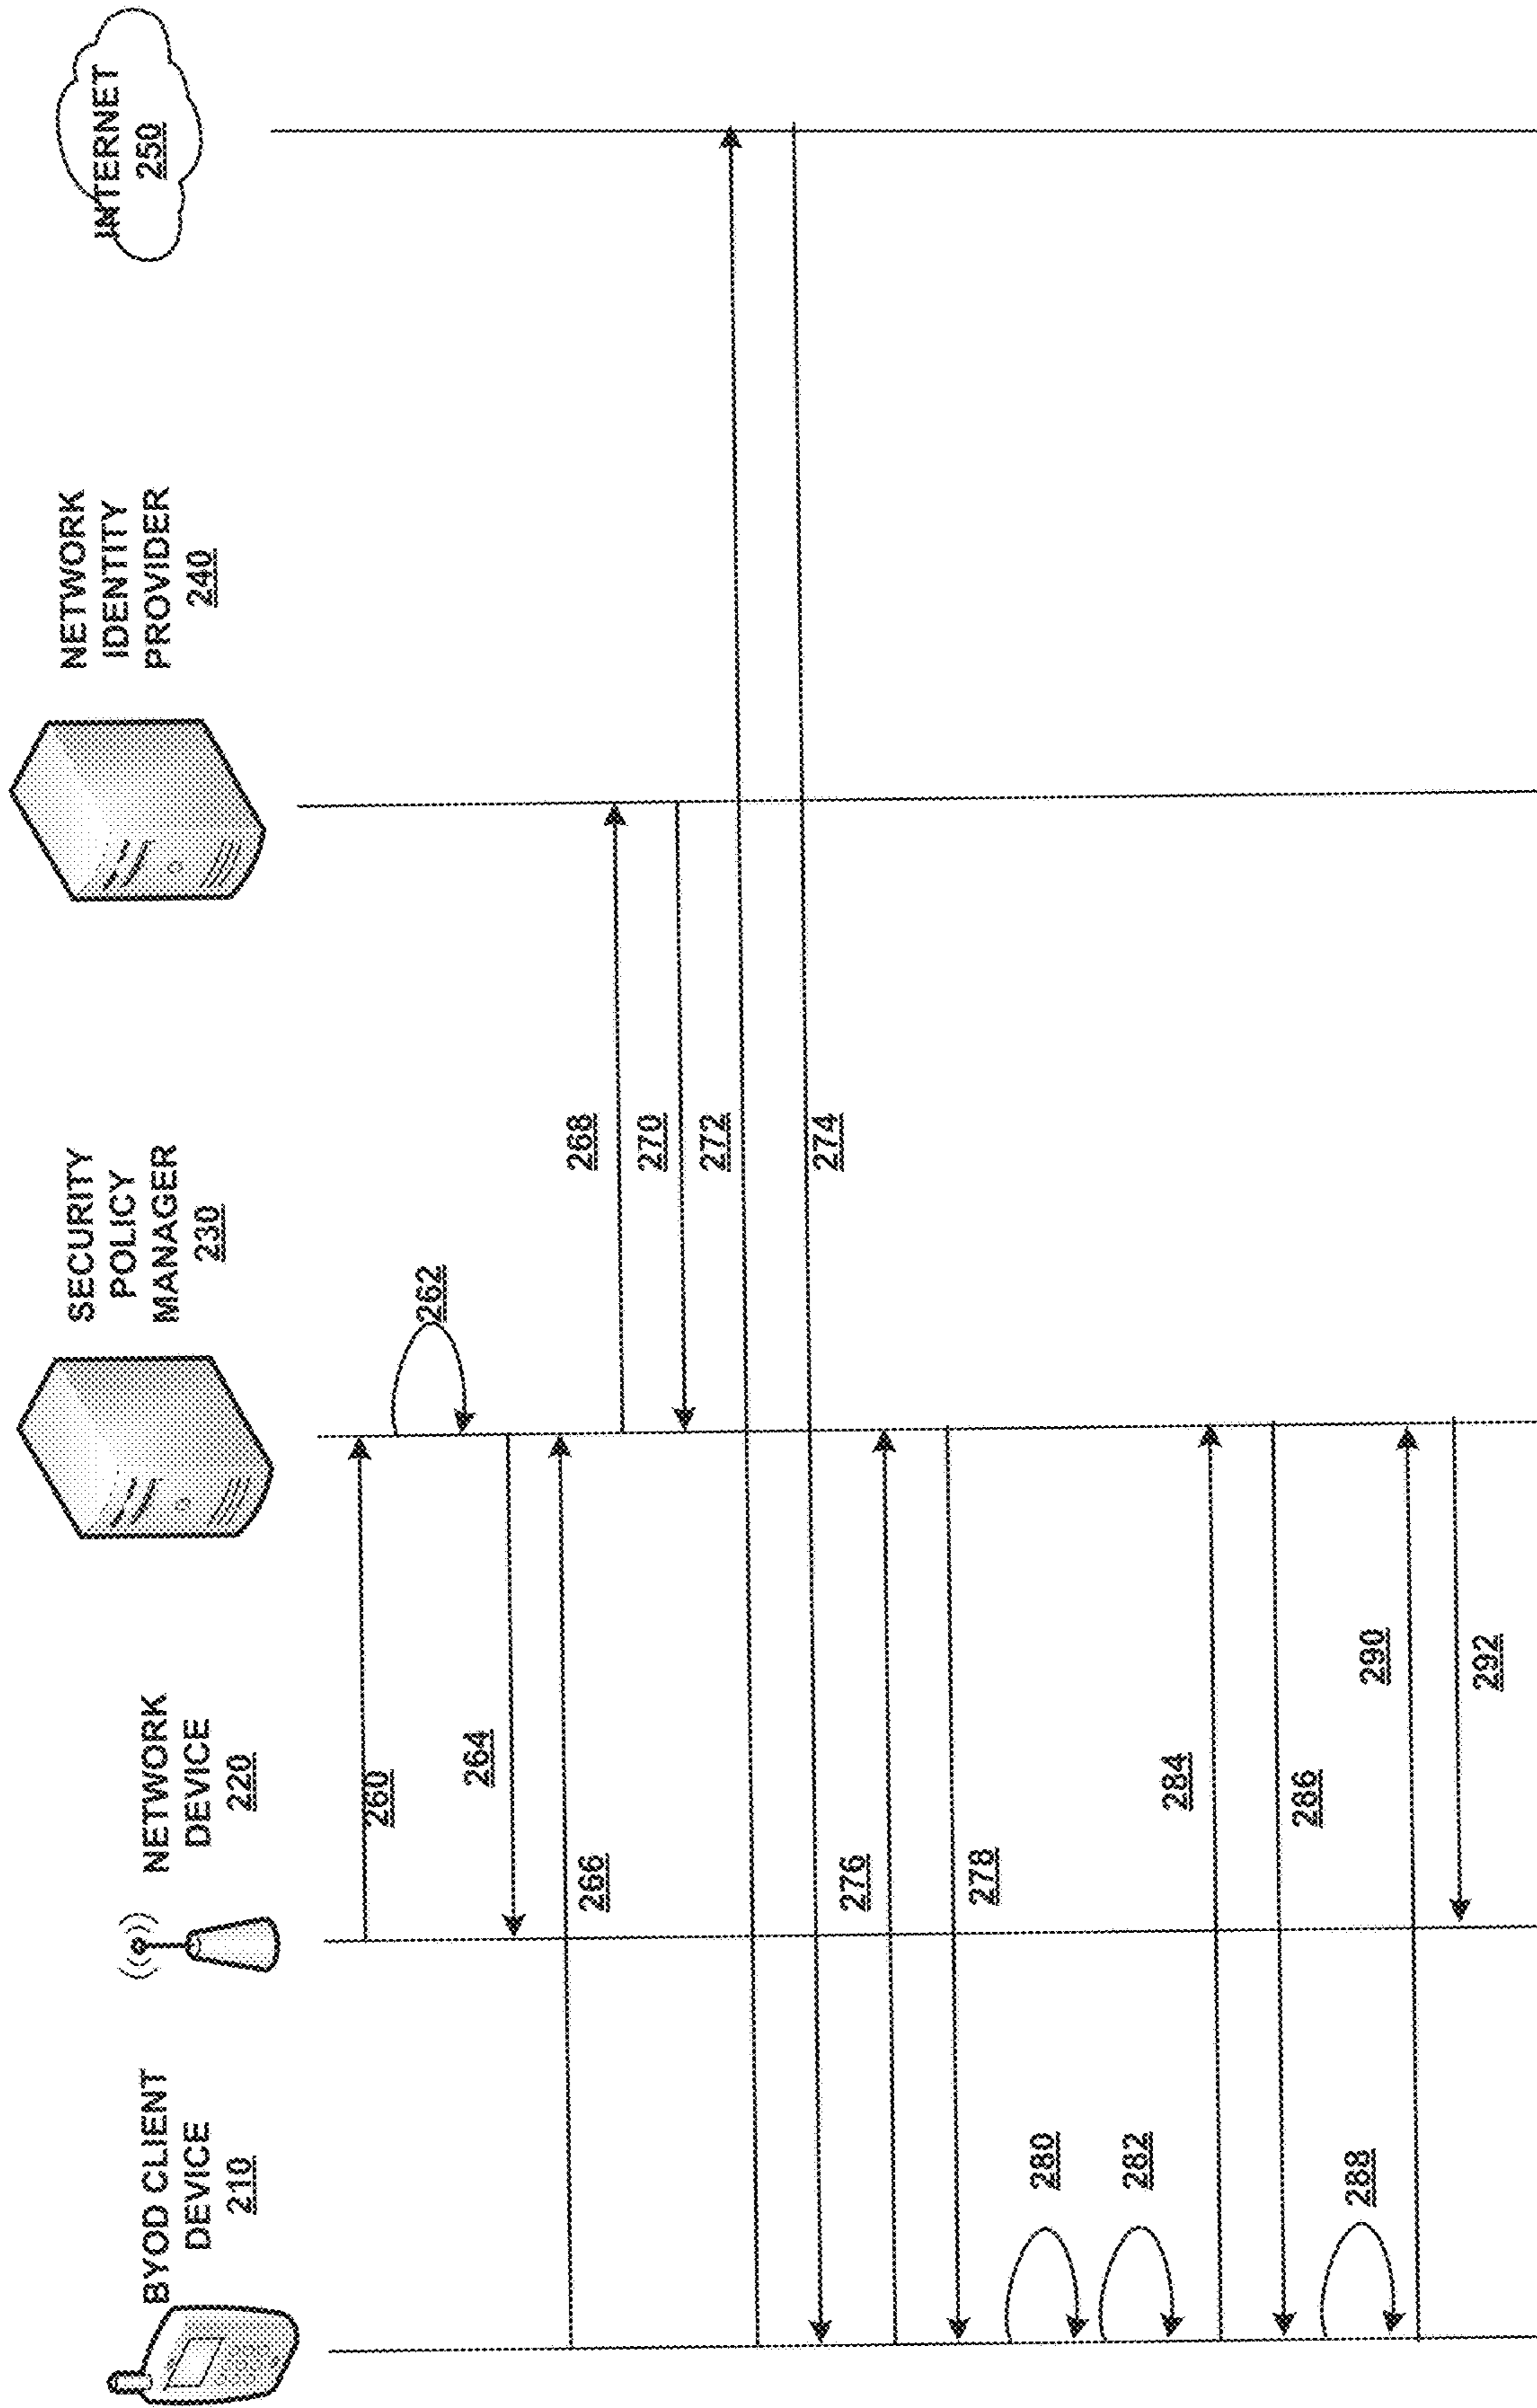 BYOD CLIENT
DEVICE
210
NETWORK
DEVICE
220
SECURITY
POLICY
MANAGER
230
NETWORK
IDENTITY
PROVIDER
240
INTERNET
250
260
262
264
266
268
270
272
274
276
278
280
282
284
286
288
290
292